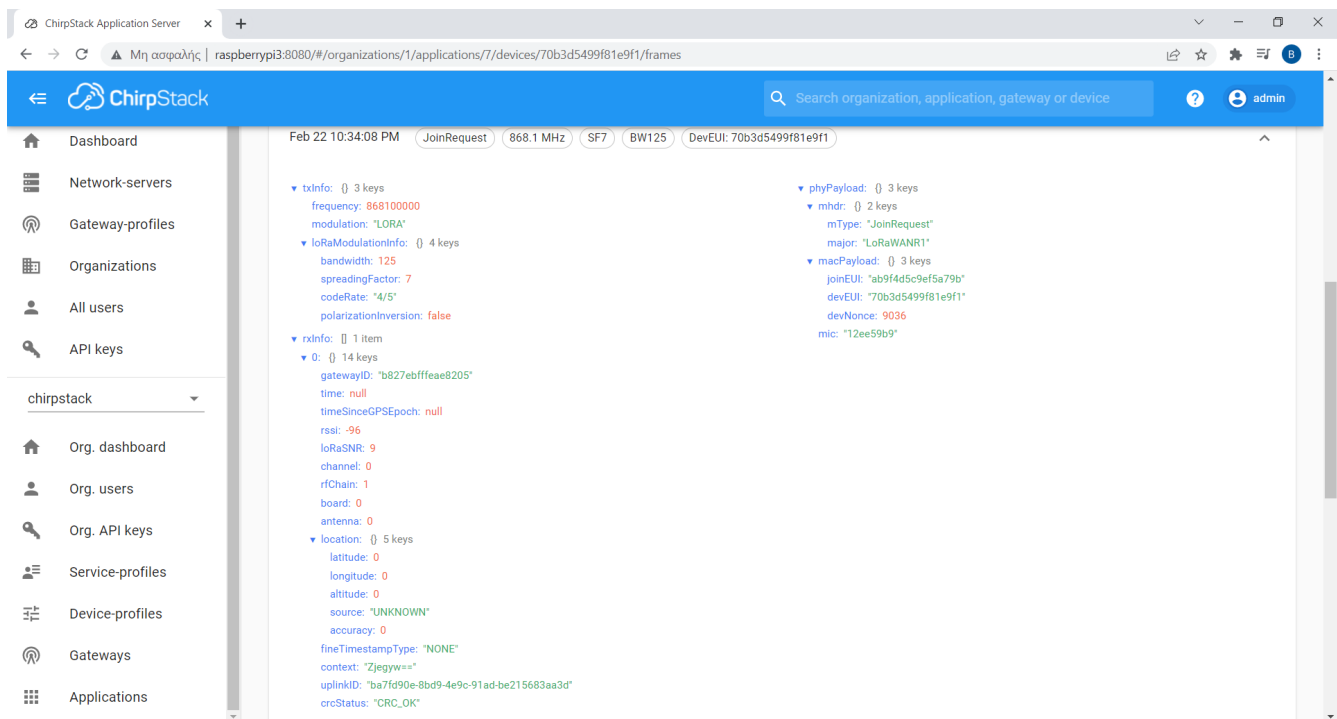 ChirpStack Application Server
Μη ασφαλής | raspberrypi3:8080/#/organizations/1/applications/7/devices/70b3d5499f81e9f1/frames
B
ChirpStack
Search organization, application, gateway or device
? admin
Dashboard
Network-servers
Gateway-profiles
Organizations
All users
API keys
chirpstack
Org. dashboard
Org. users
Org. API keys
Service-profiles
Device-profiles
Gateways
Applications
Feb 22 10:34:08 PM JoinRequest 868.1 MHz SF7 BW125 DevEUI: 70b3d5499f81e9f1
txInfo: {} 3 keys
frequency: 868100000
modulation: "LORA"
loRaModulationInfo: {} 4 keys
bandwidth: 125
spreadingFactor: 7
codeRate: "4/5"
polarizationInversion: false
rxInfo: [] 1 item
0: {} 14 keys
gatewayID: "b827ebfffeae8205"
time: null
timeSinceGPSEpoch: null
rssi: -96
loRaSNR: 9
channel: 0
rfChain: 1
board: 0
antenna: 0
location: {} 5 keys
latitude: 0
longitude: 0
altitude: 0
source: "UNKNOWN"
accuracy: 0
fineTimestampType: "NONE"
context: "Zjegyw=="
uplinkID: "ba7fd90e-8bd9-4e9c-91ad-be215683aa3d"
crcStatus: "CRC_OK"
phyPayload: {} 3 keys
mhdr: {} 2 keys
mType: "JoinRequest"
major: "LoRaWANR1"
macPayload: {} 3 keys
joinEUI: "ab9f4d5c9ef5a79b"
devEUI: "70b3d5499f81e9f1"
devNonce: 9036
mic: "12ee59b9"